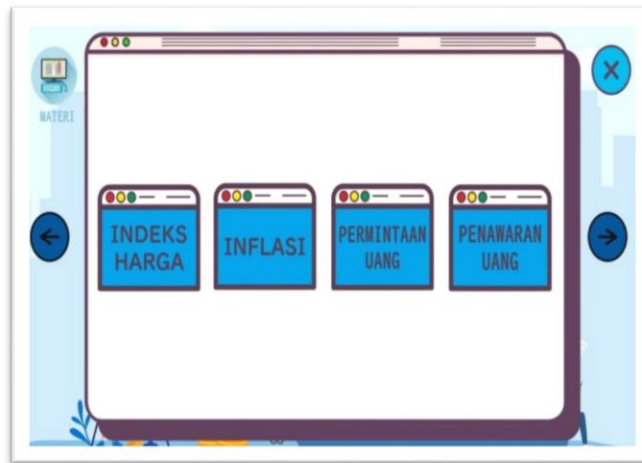 MATERI
INDEKS
HARGA
INFLASI
PERMINTAAN
UANG
PENAWARAN
UANG